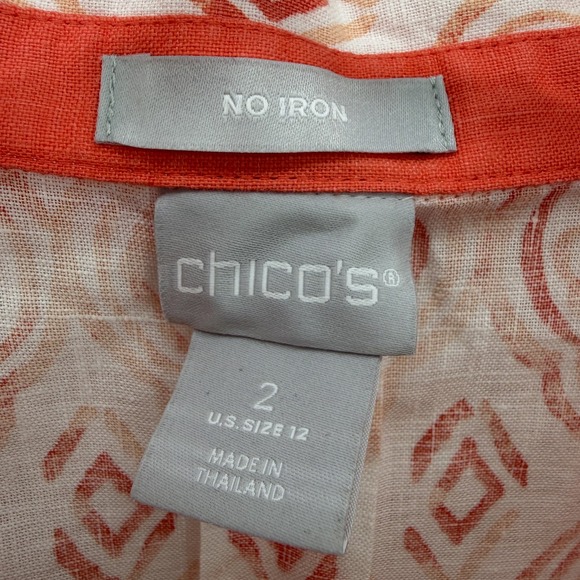 NO IRON
chico's®
2
U.S. SIZE 12
MADE IN
THAILAND